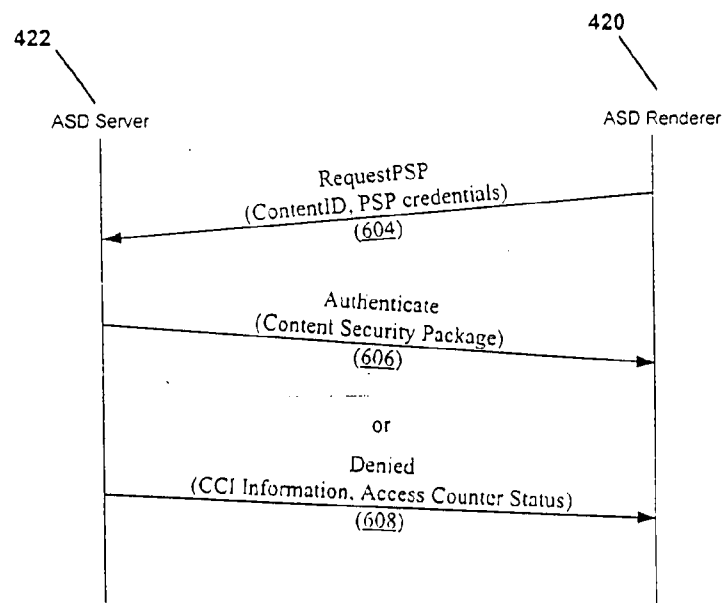 422
420
ASD Server
ASD Renderer
RequestPSP
(ContentID, PSP credentials)
(604)
Authenticate
(Content Security Package)
(606)
or
Denied
(CCI Information, Access Counter Status)
(608)